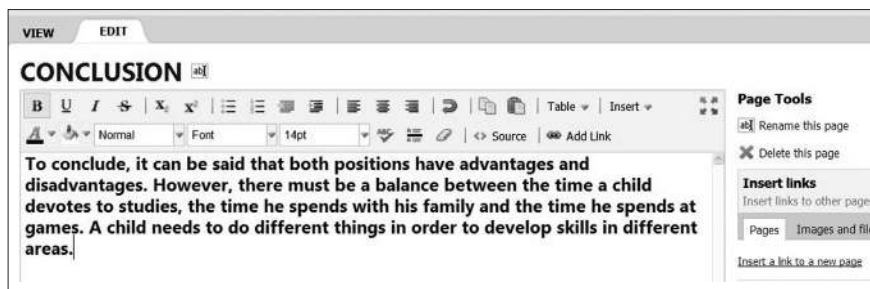 VIEW EDIT
CONCLUSION
Page Tools
B U I S X₂ X² Table Insert
Rename this page
A Normal Font 14pt ABC Source Add Link
Delete this page
To conclude, it can be said that both positions have advantages and
disadvantages. However, there must be a balance between the time a child
devotes to studies, the time he spends with his family and the time he spends at
games. A child needs to do different things in order to develop skills in different
areas.
Insert links
Insert links to other page
Pages Images and fil
Insert a link to a new page